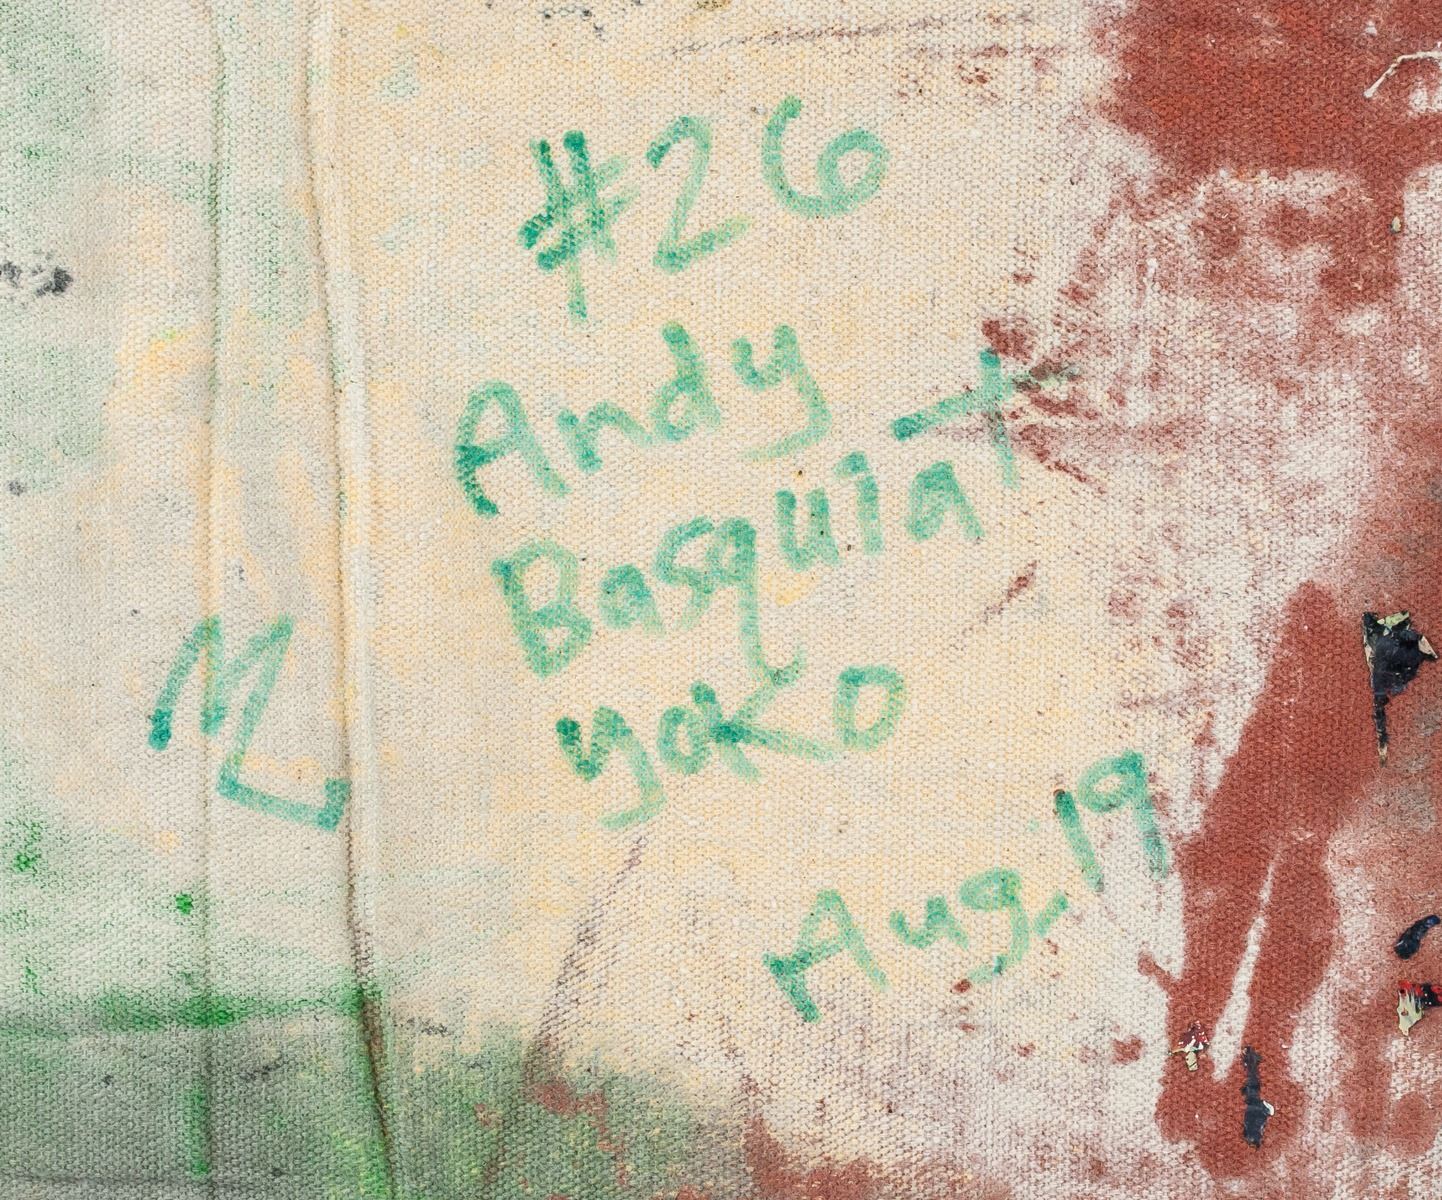 #26
Andy
Basquiat
yoko
ML
Aug. 19